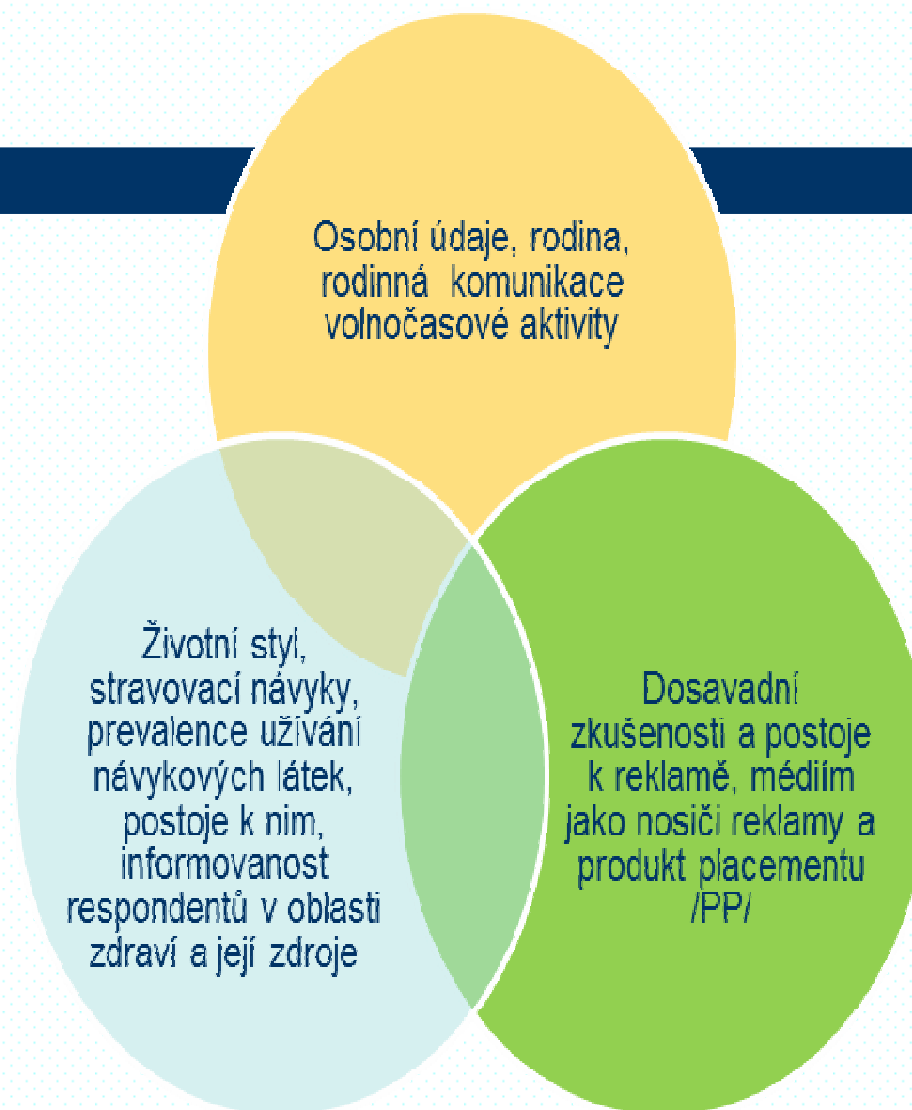 Osobní údaje, rodina,
rodinná komunikace
volnočasové aktivity
Životní styl,
stravovací návyky,
prevalence užívání
návykových látek,
postoje k nim,
informovanost
respondentů v oblasti
zdraví a její zdroje
Dosavadní
zkušenosti a postoje
k reklamě, médiím
jako nosiči reklamy a
produkt placementu
/PP/